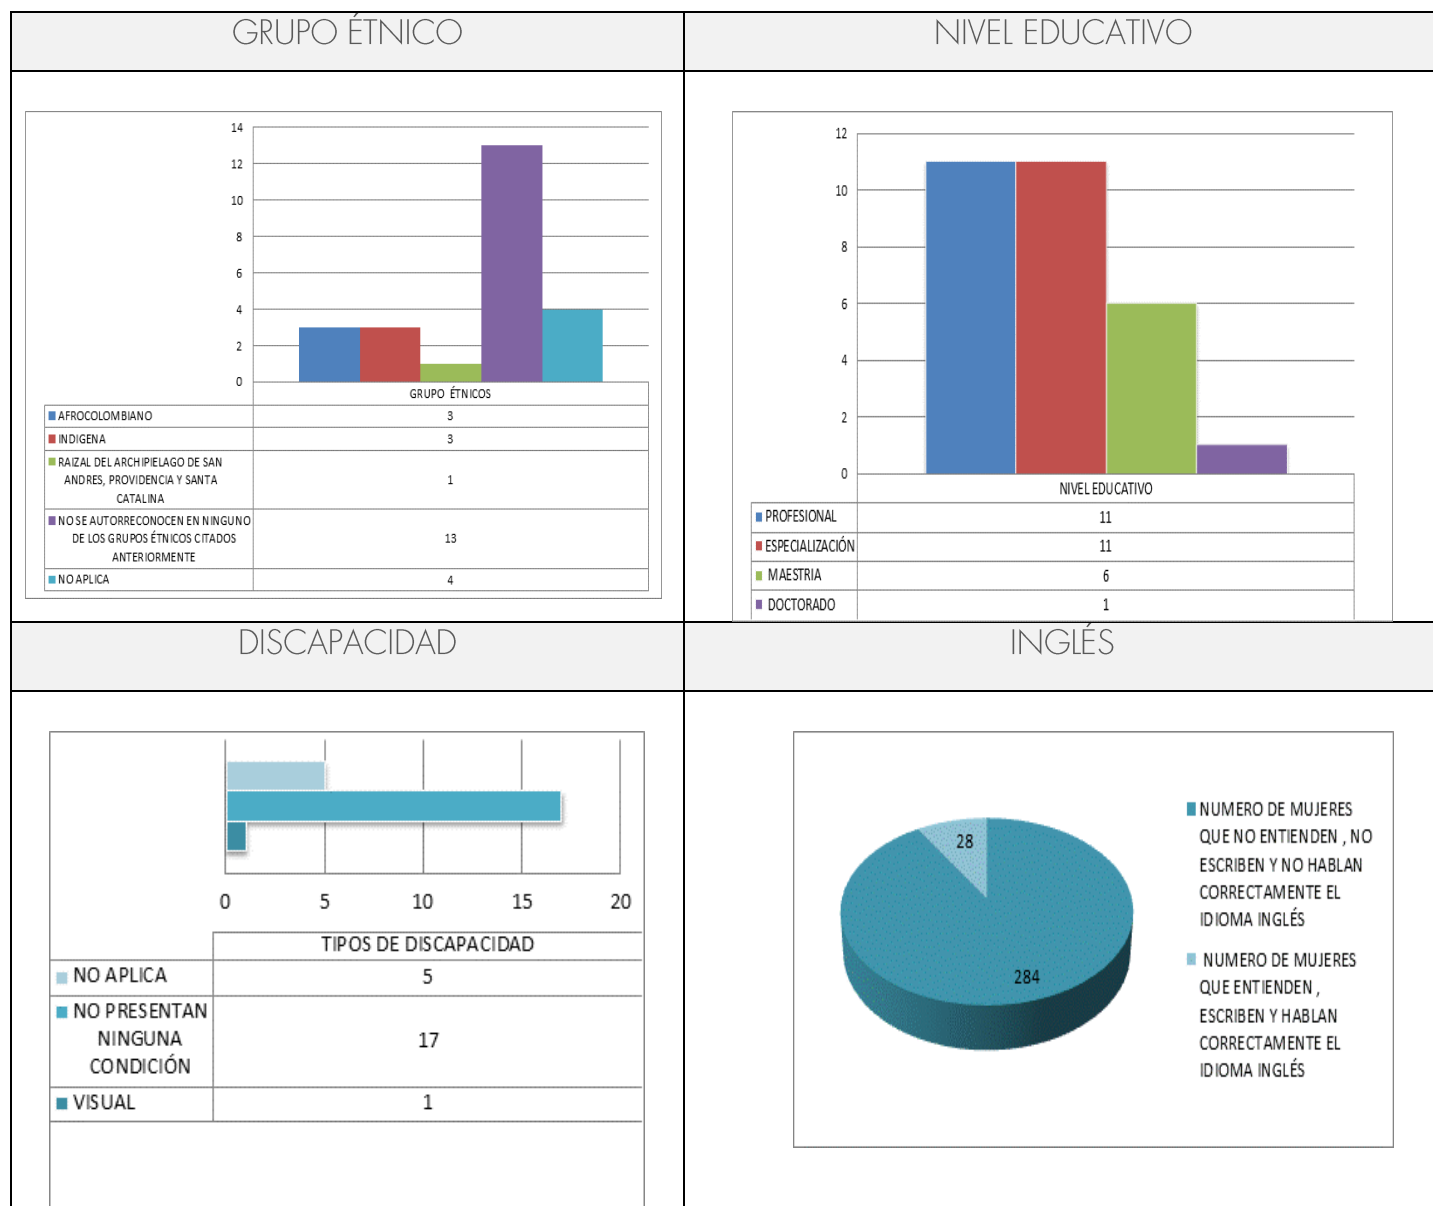 GRUPO ÉTNICO
NIVEL EDUCATIVO
14
12
10
8
6
4
2
0
GRUPO ÉTNICOS
AFROCOLOMBIANO 3
INDIGENA 3
RAIZAL DEL ARCHIPIELAGO DE SAN
ANDRES, PROVIDENCIA Y SANTA
CATALINA
1
NO SE AUTORRECONOCEN EN NINGUNO
DE LOS GRUPOS ÉTNICOS CITADOS
ANTERIORMENTE
13
NO APLICA 4
12
10
8
6
4
2
0
NIVEL EDUCATIVO
PROFESIONAL 11
ESPECIALIZACIÓN 11
MAESTRIA 6
DOCTORADO 1
DISCAPACIDAD
INGLÉS
0 5 10 15 20
TIPOS DE DISCAPACIDAD
NO APLICA 5
NO PRESENTAN
NINGUNA
CONDICIÓN
17
VISUAL 1
28
284
NUMERO DE MUJERES
QUE NO ENTIENDEN , NO
ESCRIBEN Y NO HABLAN
CORRECTAMENTE EL
IDIOMA INGLÉS
NUMERO DE MUJERES
QUE ENTIENDEN ,
ESCRIBEN Y HABLAN
CORRECTAMENTE EL
IDIOMA INGLÉS